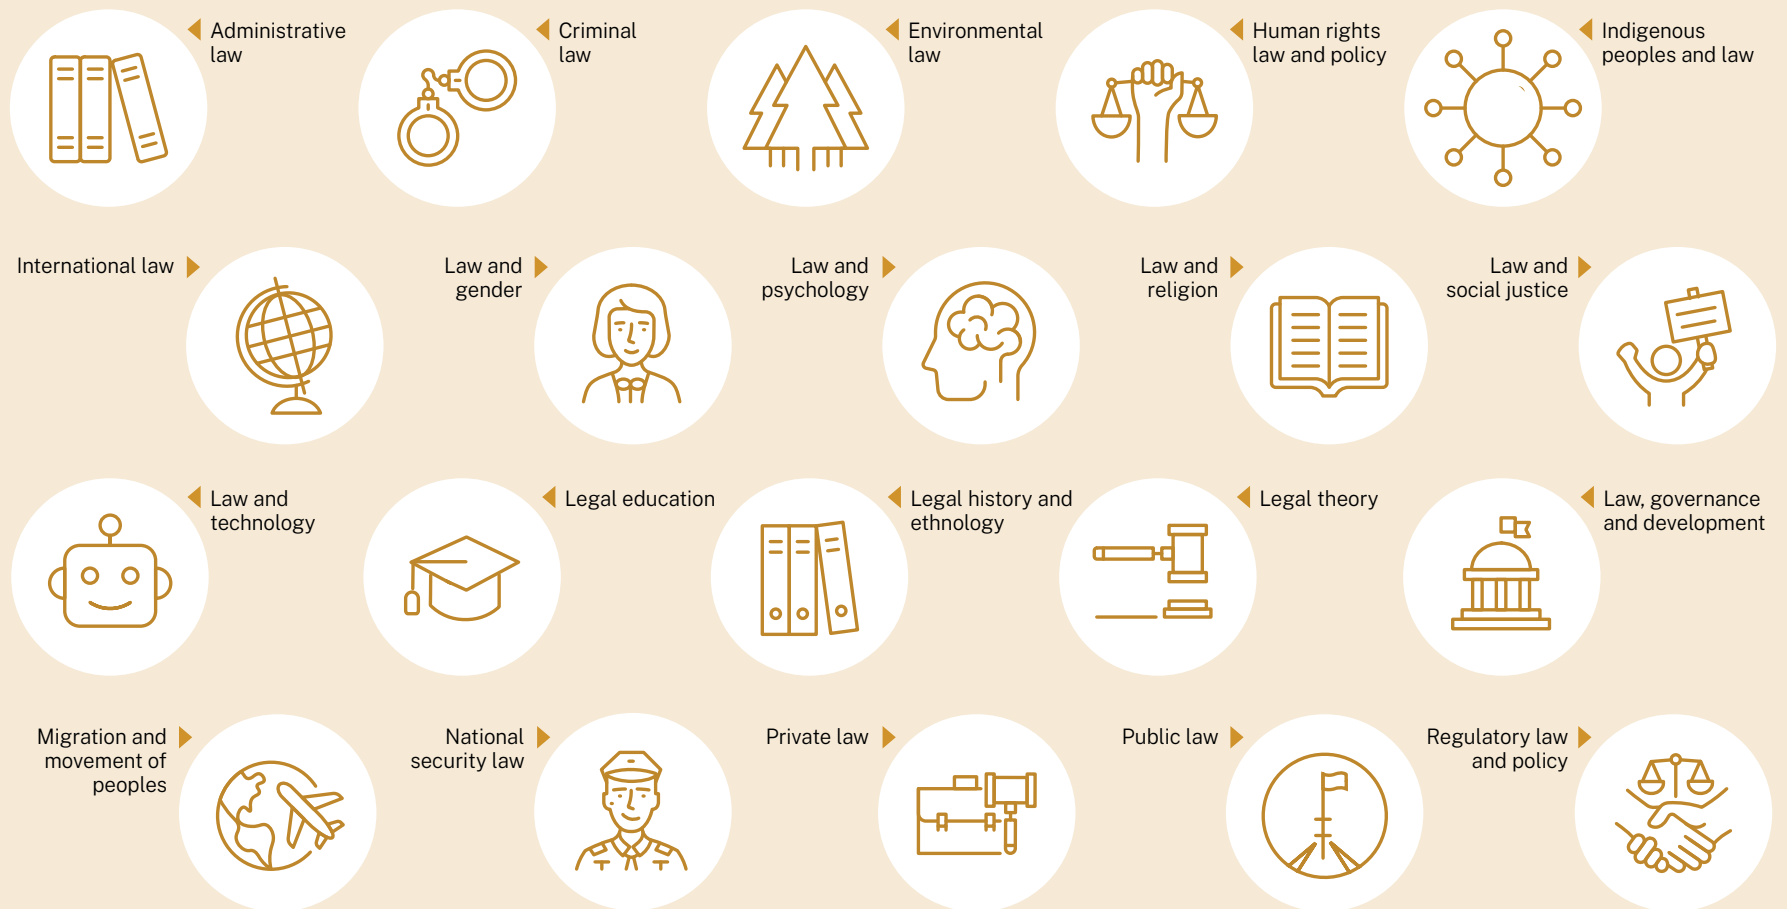 Administrative
law
Criminal
law
Environmental
law
Human rights
law and policy
Indigenous
peoples and law
International law
Law and
gender
Law and
psychology
Law and
religion
Law and
social justice
Law and
technology
Legal education
Legal history and
ethnology
Legal theory
Law, governance
and development
Migration and
movement of
peoples
National
security law
Private law
Public law
Regulatory law
and policy